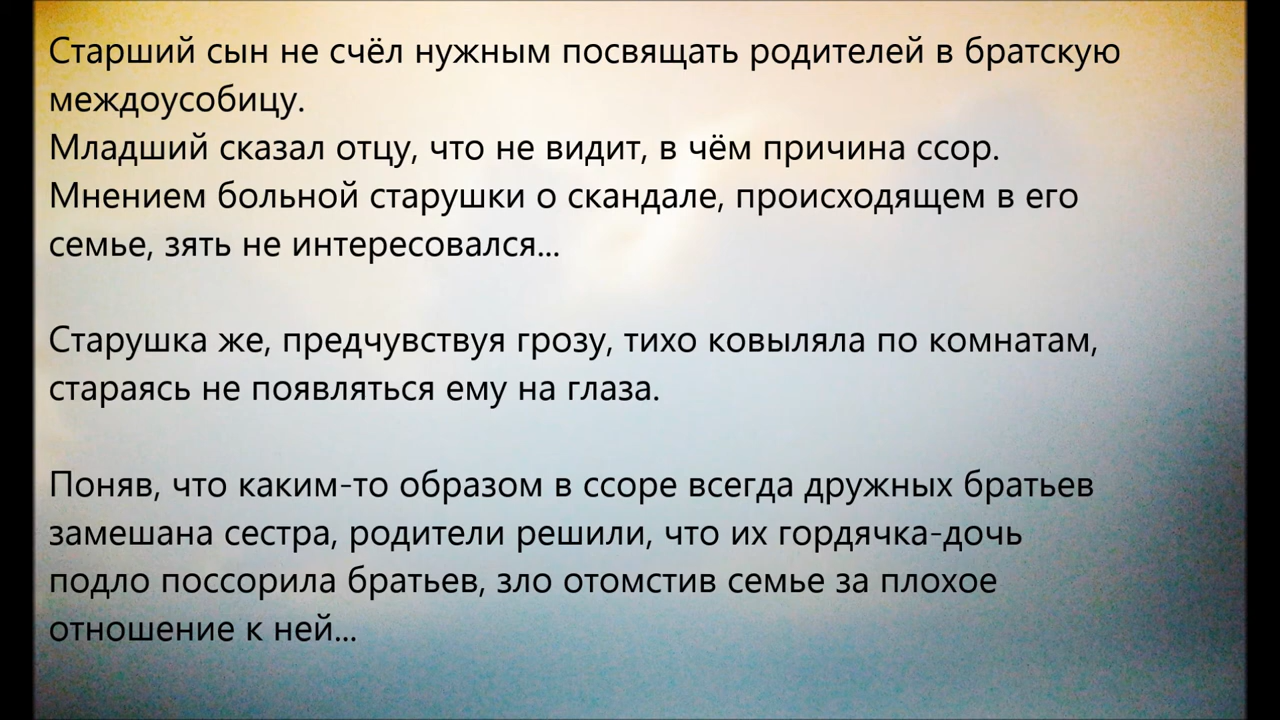 Старший сын не счёл нужным посвящать родителей в братскую
междоусобицу.
Младший сказал отцу, что не видит, в чём причина ссор.
Мнением больной старушки о скандале, происходящем в его
семье, зять не интересовался...
Старушка же, предчувствуя грозу, тихо ковыляла по комнатам,
стараясь не появляться ему на глаза.
Поняв, что каким-то образом в ссоре всегда дружных братьев
замешана сестра, родители решили, что их гордячка-дочь
подло поссорила братьев, зло отомстив семье за плохое
отношение к ней...